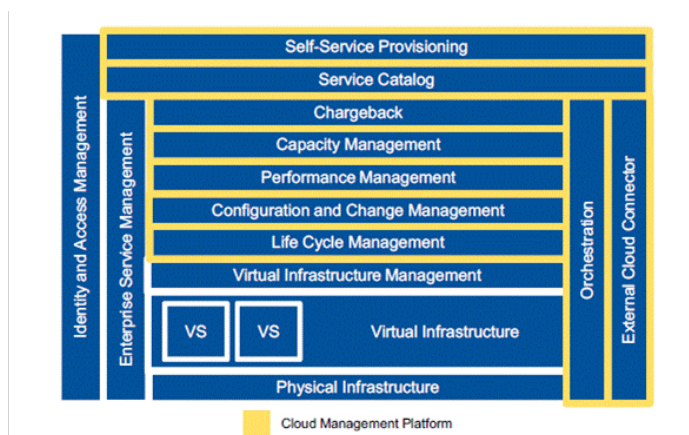 Self-Service Provisioning
Service Catalog
Identity and Access Management
Enterprise Service Management
Chargeback
Capacity Management
Performance Management
Configuration and Change Management
Life Cycle Management
Virtual Infrastructure Management
VS
VS
Virtual Infrastructure
Physical Infrastructure
Orchestration
External Cloud Connector
Cloud Management Platform